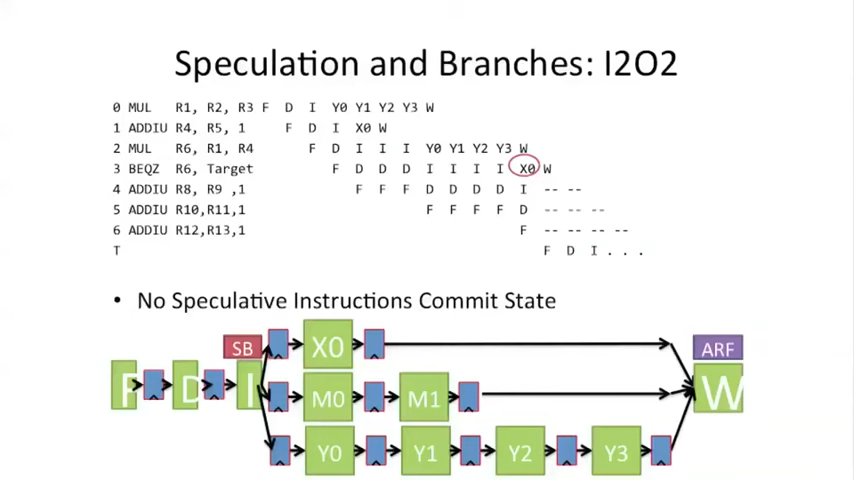 Speculation and Branches: I2O2
0 MUL R1, R2, R3 F D I Y0 Y1 Y2 Y3 W
1 ADDIU R4, R5, 1 F D I X0 W
2 MUL R6, R1, R4 F D I I I Y0 Y1 Y2 Y3 W
3 BEQZ R6, Target F D D D I I I I X0 W
4 ADDIU R8, R9 ,1 F F F D D D D I -- --
5 ADDIU R10,R11,1 F F F F D -- -- --
6 ADDIU R12,R13,1 F -- -- -- --
T F D I . . .
• No Speculative Instructions Commit State
SB X0 ARF
F D I M0 M1 W
Y0 Y1 Y2 Y3